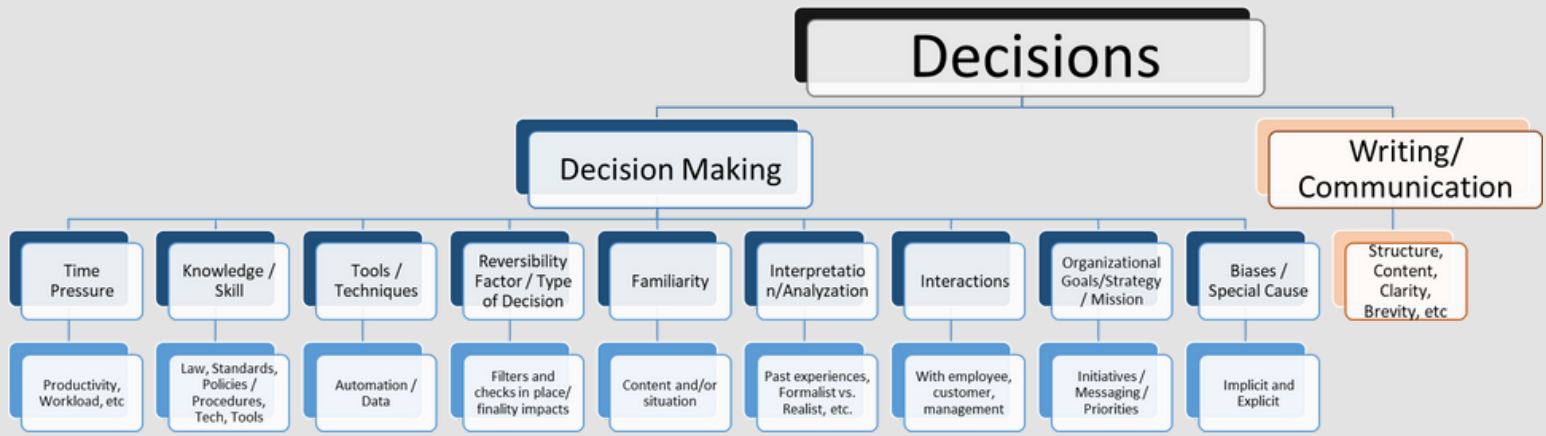 Decisions
Decision Making
Writing/
Communication
Time
Pressure
Knowledge /
Skill
Tools /
Techniques
Reversibility
Factor / Type
of Decision
Familiarity
Interpretatio
n/Analyzation
Interactions
Organizational
Goals/Strategy
/ Mission
Biases /
Special Cause
Structure,
Content,
Clarity,
Brevity, etc
Productivity,
Workload, etc
Law, Standards,
Policies /
Procedures,
Tech, Tools
Automation /
Data
Filters and
checks in place/
finality impacts
Content and/or
situation
Past experiences,
Formalist vs.
Realist, etc.
With employee,
customer,
management
Initiatives /
Messaging /
Priorities
Implicit and
Explicit